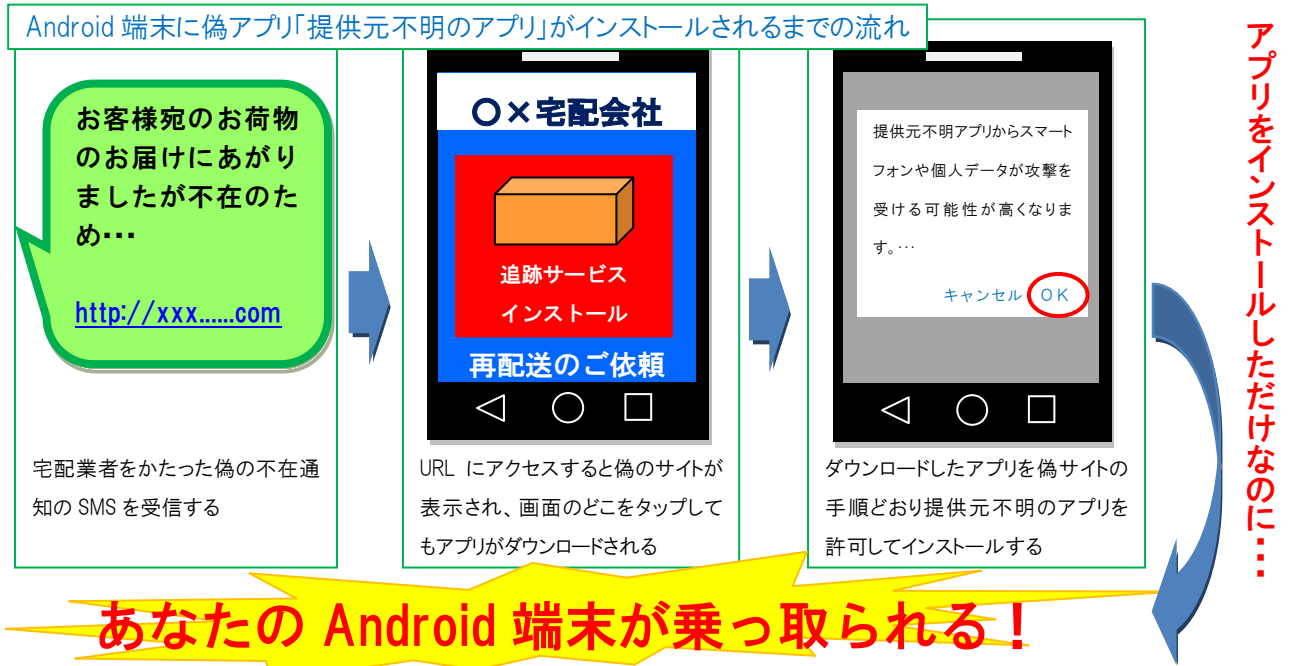 Android 端末に偽アプリ「提供元不明のアプリ」がインストールされるまでの流れ
お客様宛のお荷物
のお届けにあがり
ましたが不在のた
め・・・
http://xxx……com
宅配業者をかたった偽の不在通
知の SMS を受信する
〇×宅配会社
追跡サービス
インストール
再配送のご依頼
URL にアクセスすると偽のサイトが
表示され、画面のどこをタップして
もアプリがダウンロードされる
提供元不明アプリからスマート
フォンや個人データが攻撃を
受ける可能性が高くなりま
す。…
キャンセル OK
ダウンロードしたアプリを偽サイトの
手順どおり提供元不明のアプリを
許可してインストールする
アプリをインストールしただけなのに・・・
あなたの Android 端末が乗っ取られる！